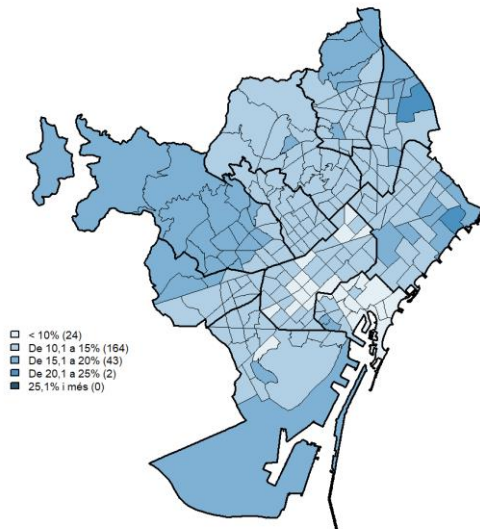 < 10% (24)
De 10,1 a 15% (164)
De 15,1 a 20% (43)
De 20,1 a 25% (2)
25,1% i més (0)